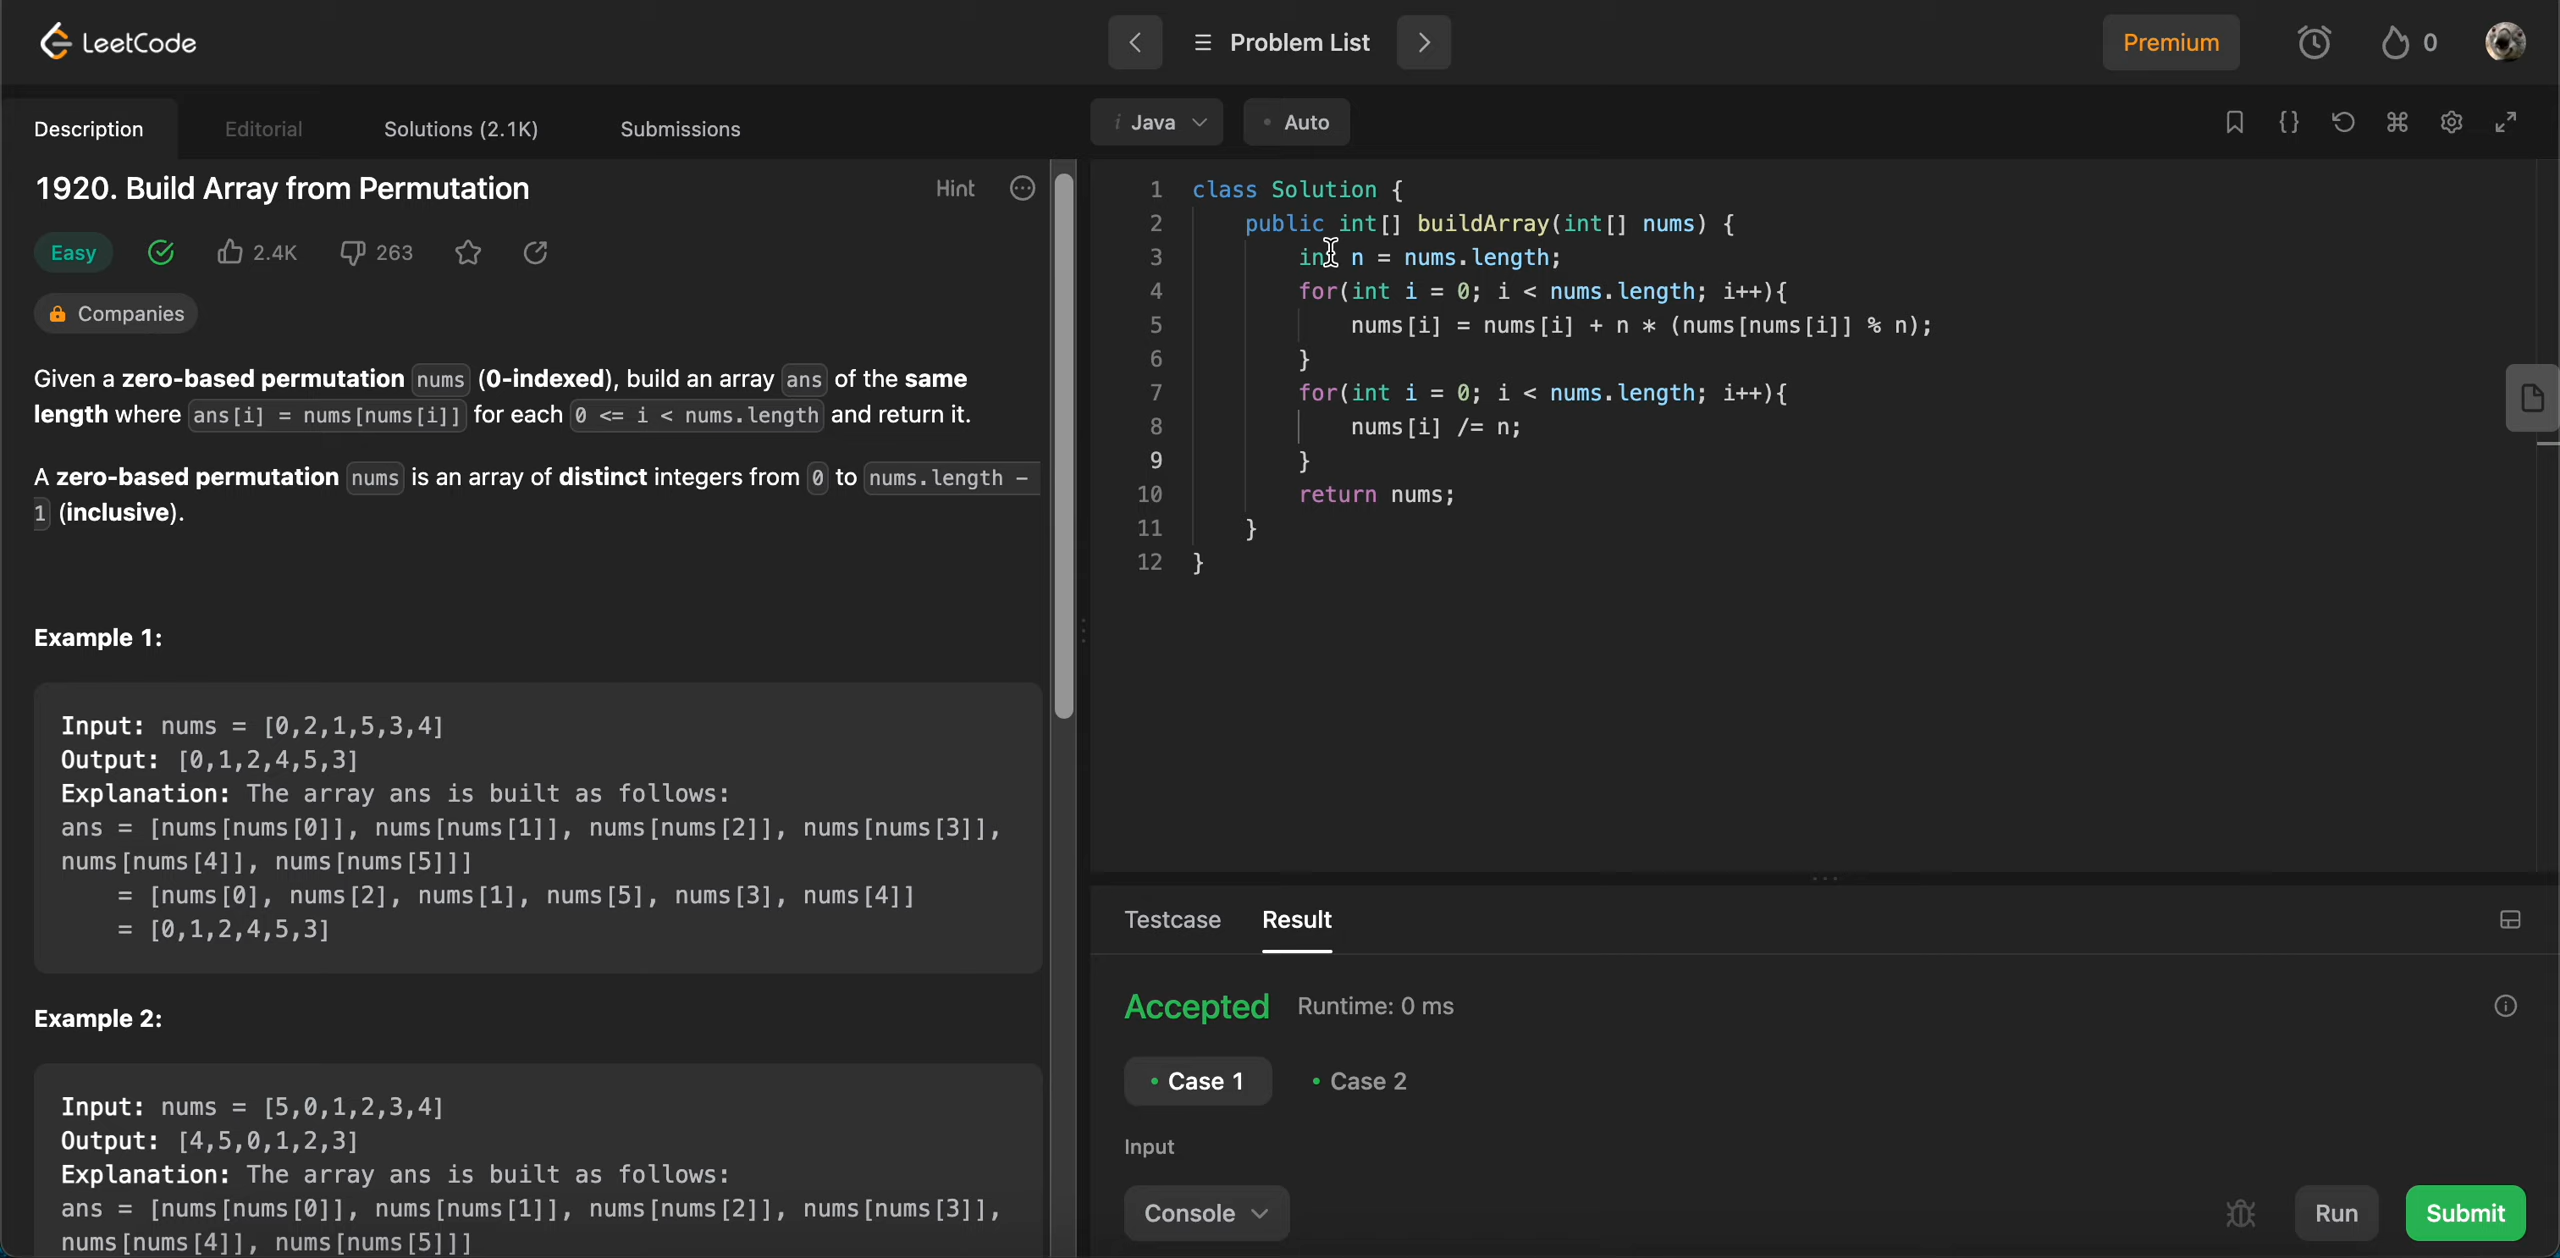 LeetCode
Problem List
Premium
0
Description
Editorial
Solutions (2.1K)
Submissions
1920. Build Array from Permutation
Hint
Easy
2.4K
263
Companies
Given a zero-based permutation nums (0-indexed), build an array ans of the same
length where ans[i] = nums[nums[i]] for each 0 <= i < nums.length and return it.
A zero-based permutation nums is an array of distinct integers from 0 to nums.length -
1 (inclusive).
Example 1:
Input: nums = [0,2,1,5,3,4]
Output: [0,1,2,4,5,3]
Explanation: The array ans is built as follows:
ans = [nums[nums[0]], nums[nums[1]], nums[nums[2]], nums[nums[3]],
nums[nums[4]], nums[nums[5]]]
= [nums[0], nums[2], nums[1], nums[5], nums[3], nums[4]]
= [0,1,2,4,5,3]
Example 2:
Input: nums = [5,0,1,2,3,4]
Output: [4,5,0,1,2,3]
Explanation: The array ans is built as follows:
ans = [nums[nums[0]], nums[nums[1]], nums[nums[2]], nums[nums[3]],
nums[nums[4]], nums[nums[5]]]
i Java
Auto
1 class Solution {
2 public int[] buildArray(int[] nums) {
3 int n = nums.length;
4 for(int i = 0; i < nums.length; i++){
5 nums[i] = nums[i] + n * (nums[nums[i]] % n);
6 }
7 for(int i = 0; i < nums.length; i++){
8 nums[i] /= n;
9 }
10 return nums;
11 }
12 }
Testcase
Result
Accepted Runtime: 0 ms
Case 1
Case 2
Input
Console
Run
Submit